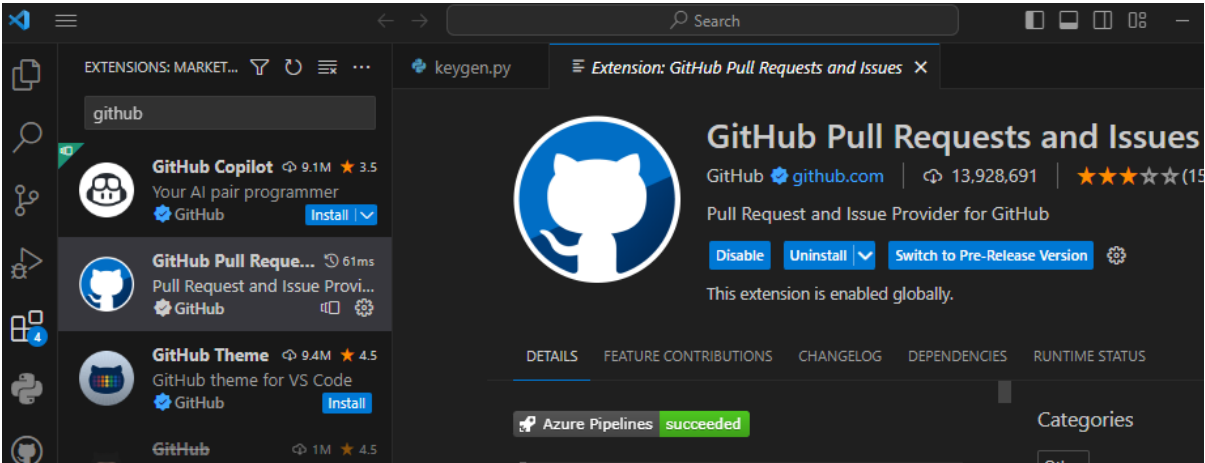 Search
EXTENSIONS: MARKET...
github
GitHub Copilot 9.1M 3.5
Your AI pair programmer
GitHub
Install
GitHub Pull Reque... 61ms
Pull Request and Issue Provi...
GitHub
GitHub Theme 9.4M 4.5
GitHub theme for VS Code
GitHub
Install
GitHub 1M 4.5
4
keygen.py
Extension: GitHub Pull Requests and Issues
GitHub Pull Requests and Issues
GitHub github.com 13,928,691 (15
Pull Request and Issue Provider for GitHub
Disable Uninstall Switch to Pre-Release Version
This extension is enabled globally.
DETAILS FEATURE CONTRIBUTIONS CHANGELOG DEPENDENCIES RUNTIME STATUS
Azure Pipelines succeeded
Categories